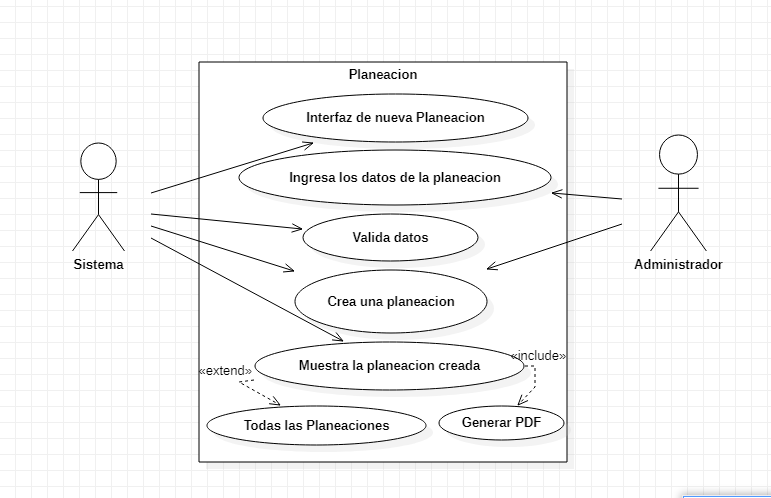 Planeacion
Interfaz de nueva Planeacion
Ingresa los datos de la planeacion
Valida datos
Sistema
Administrador
Crea una planeacion
«include»
Muestra la planeacion creada
«extend»
Todas las Planeaciones
Generar PDF